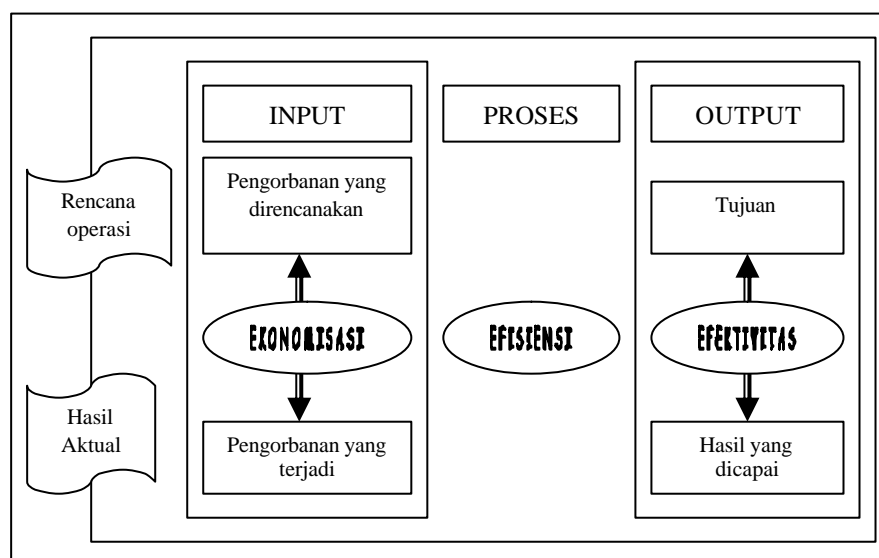 INPUT
PROSES
OUTPUT
Rencana
operasi
Pengorbanan yang
direncanakan
Tujuan
EKONOMISASI
EFISIENSI
EFEKTIVITAS
Hasil
Aktual
Pengorbanan yang
terjadi
Hasil yang
dicapai